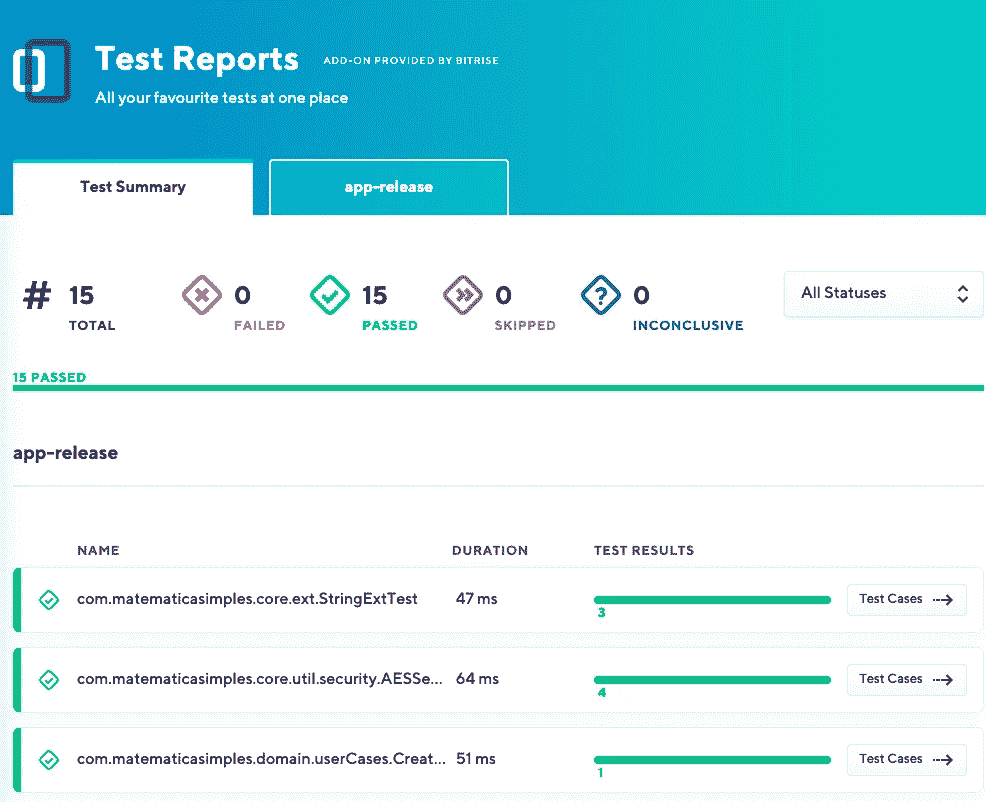 Test Reports ADD-ON PROVIDED BY BITRISE
All your favourite tests at one place
Test Summary app-release
# 15 0 15 0 ? 0 All Statuses
TOTAL FAILED PASSED SKIPPED INCONCLUSIVE
15 PASSED
app-release
NAME DURATION TEST RESULTS
com.matematicasimples.core.ext.StringExtTest 47 ms Test Cases
3
com.matematicasimples.core.util.security.AESSe... 64 ms Test Cases
4
com.matematicasimples.domain.userCases.Creat... 51 ms Test Cases
1